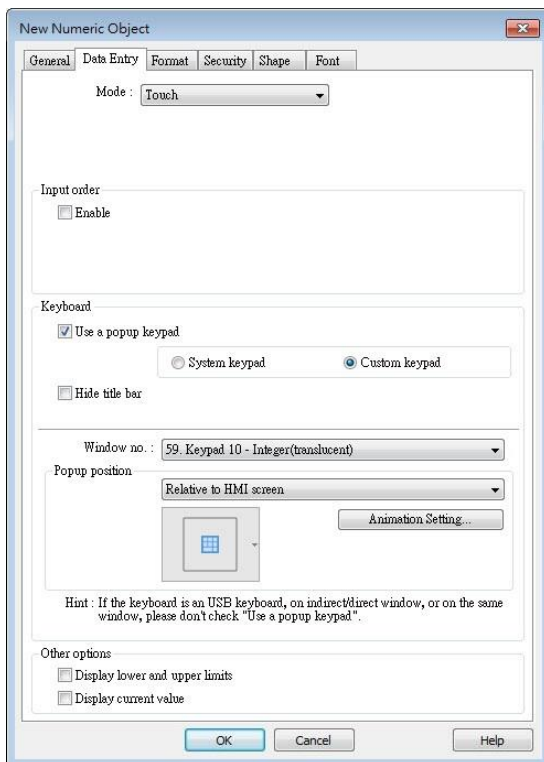 New Numeric Object
General Data Entry Format Security Shape Font
Mode : Touch
Input order
Enable
Keyboard
Use a popup keypad
System keypad Custom keypad
Hide title bar
Window no. : 59. Keypad 10 - Integer(translucent)
Popup position
Relative to HMI screen
Animation Setting...
Hint : If the keyboard is an USB keyboard, on indirect/direct window, or on the same
window, please don't check "Use a popup keypad".
Other options
Display lower and upper limits
Display current value
OK Cancel Help